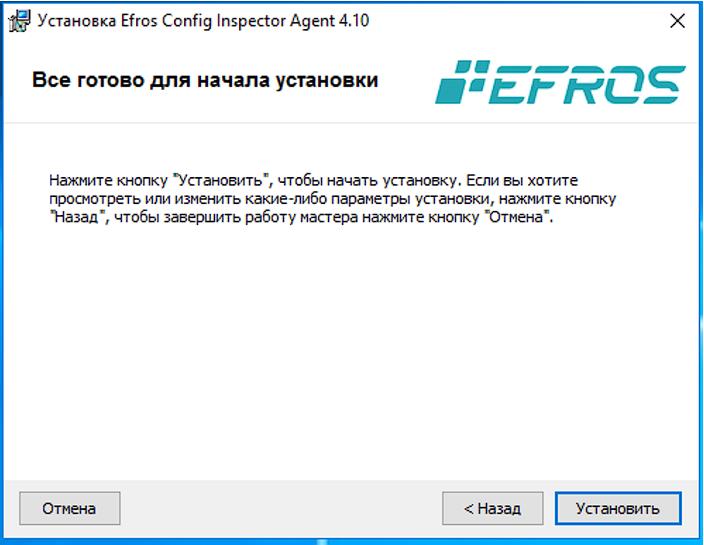 Установка Efros Config Inspector Agent 4.10
Все готово для начала установки
EFROS
Нажмите кнопку "Установить", чтобы начать установку. Если вы хотите
просмотреть или изменить какие-либо параметры установки, нажмите кнопку
"Назад", чтобы завершить работу мастера нажмите кнопку "Отмена".
Отмена
< Назад
Установить